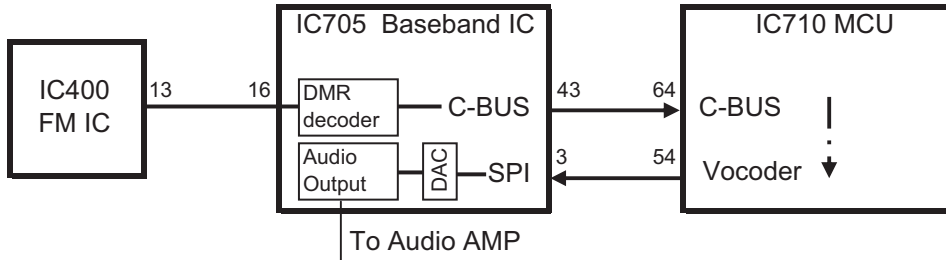 IC705 Baseband IC
IC710 MCU
IC400
FM IC
13
16
DMR
decoder
C-BUS
43
64
C-BUS
Audio
Output
DAC
SPI
3
54
Vocoder
To Audio AMP